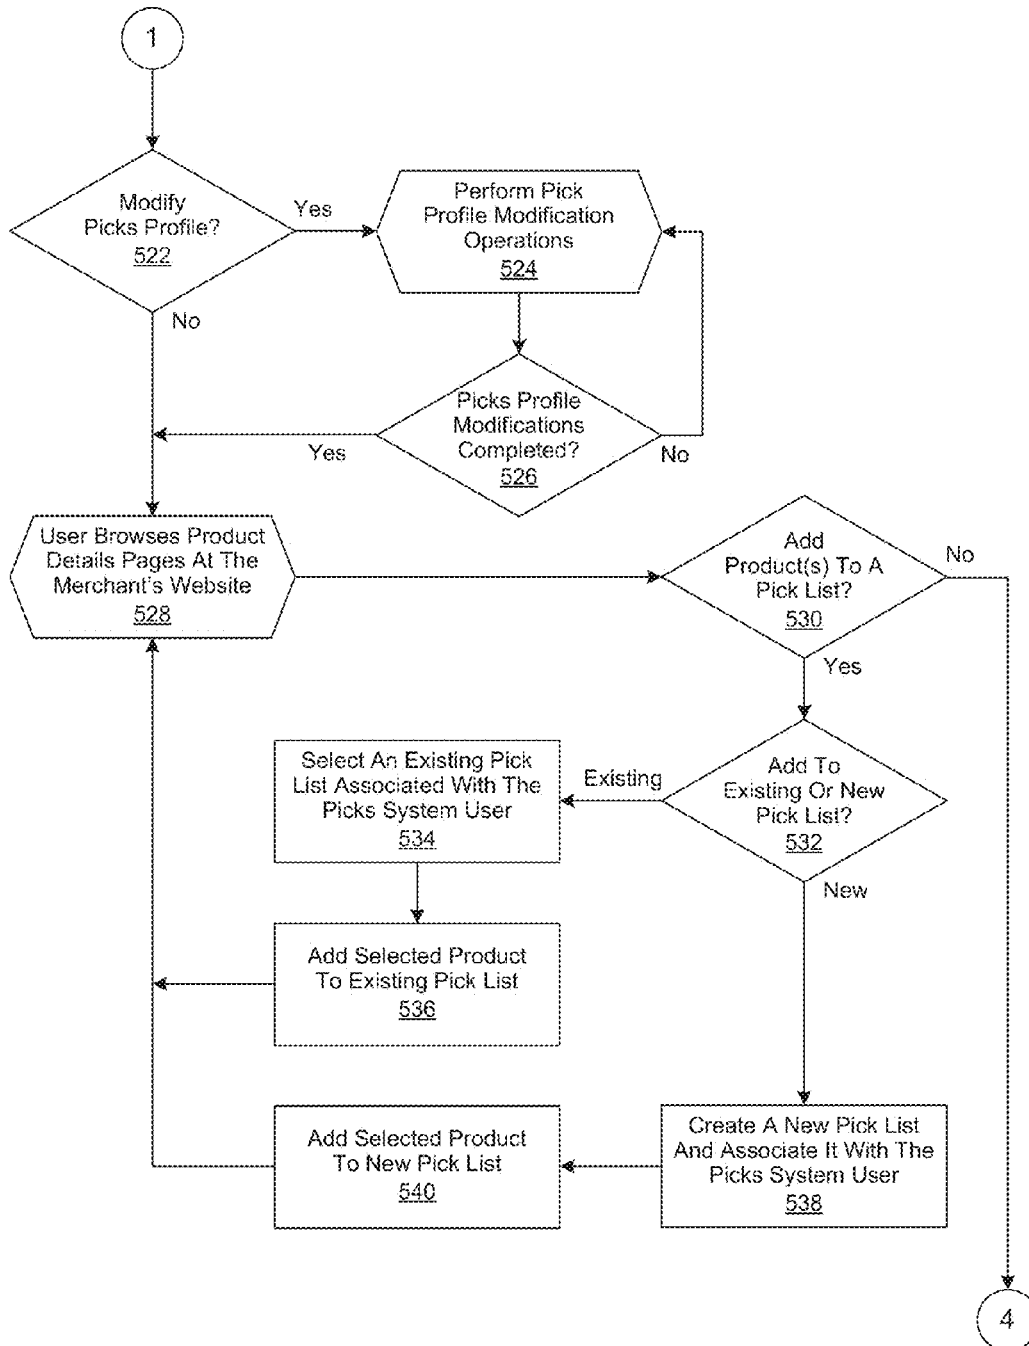 1
Modify
Picks Profile?
522
Yes
No
Perform Pick
Profile Modification
Operations
524
Picks Profile
Modifications
Completed?
526
Yes
No
User Browses Product
Details Pages At The
Merchant's Website
528
Add
Product(s) To A
Pick List?
530
No
Yes
Select An Existing Pick
List Associated With The
Picks System User
534
Existing
Add To
Existing Or New
Pick List?
532
New
Add Selected Product
To Existing Pick List
536
Add Selected Product
To New Pick List
540
Create A New Pick List
And Associate It With The
Picks System User
538
4